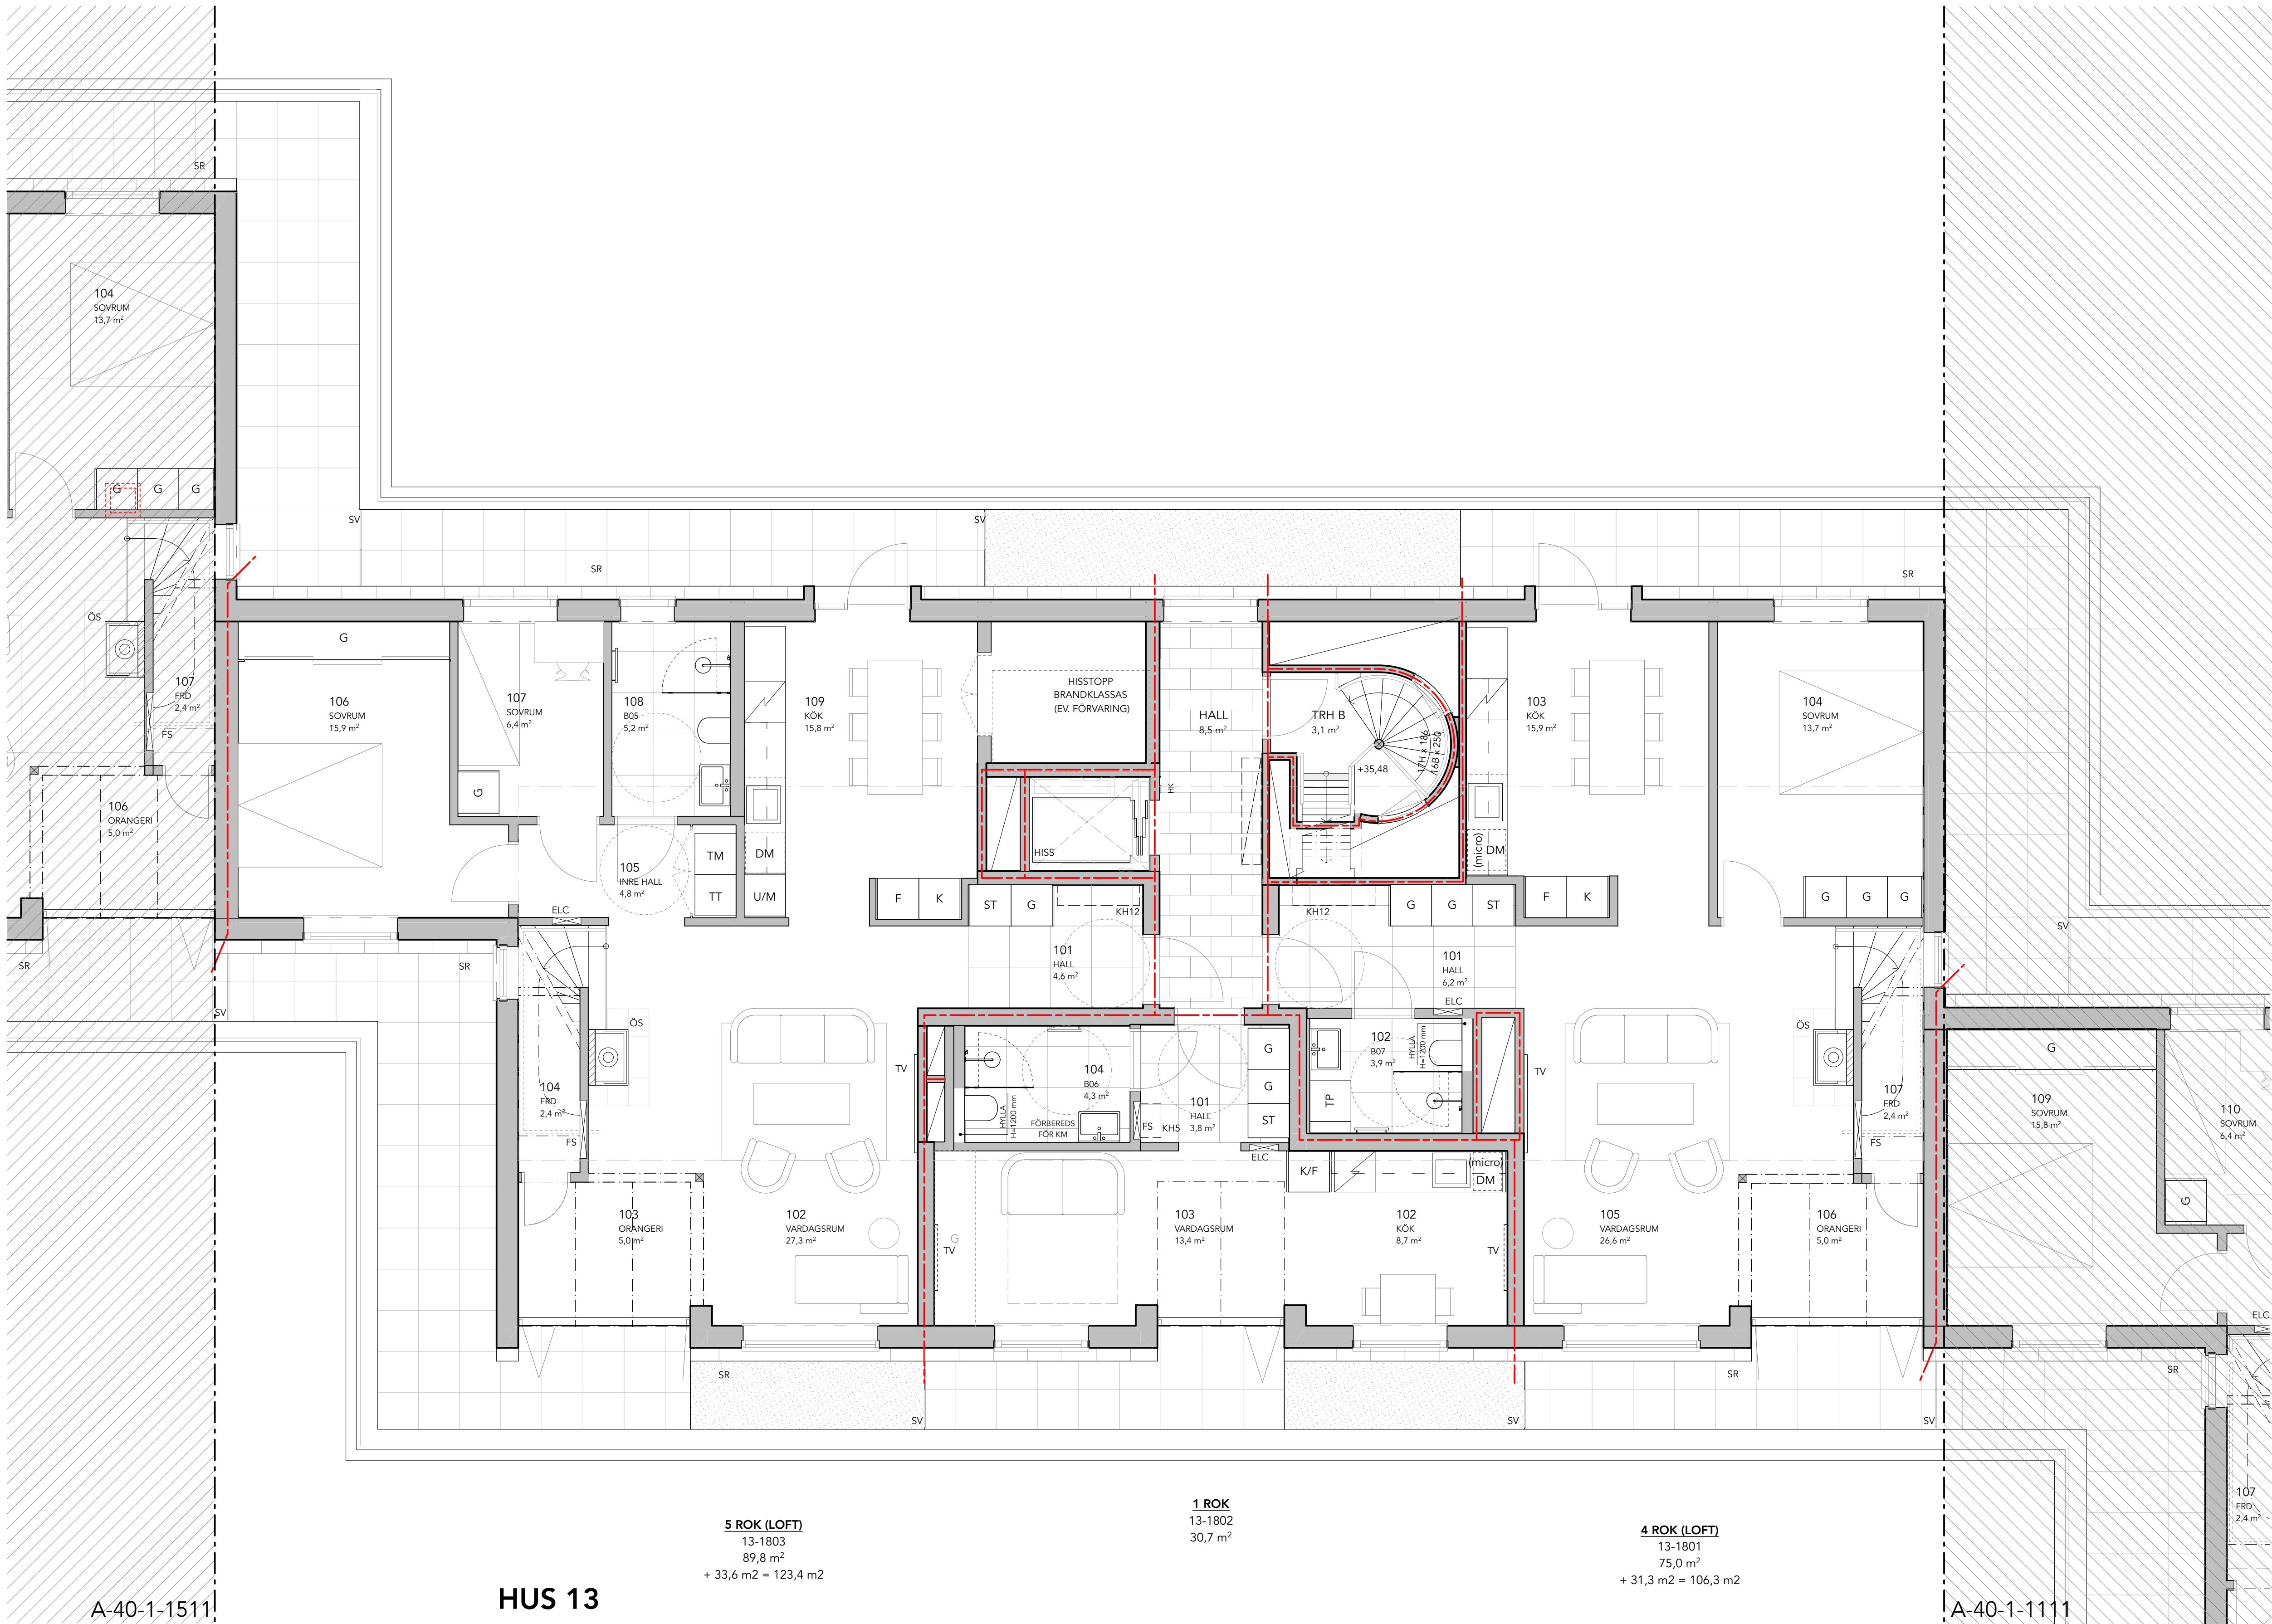 SR
104
SOVRUM
13,7 m²
G
G
G
ÖS
107
FRD
2,4 m²
FS
106
ORANGERI
5,0 m²
SR
SV
SV
SR
SV
SR
G
106
SOVRUM
15,9 m²
107
SOVRUM
6,4 m²
G
108
B05
5,2 m²
109
KÖK
15,8 m²
DM
U/M
TM
TT
105
INRE HALL
4,8 m²
ELC
SR
F
K
ST
G
KH12
HISSTOPP
BRANDKLASSAS
(EV. FÖRVARING)
HISS
HK
HALL
8,5 m²
TRH B
3,1 m²
+35,48
17H x 186
16B x 250
KH12
G
G
ST
F
K
(micro)
DM
103
KÖK
15,9 m²
104
SOVRUM
13,7 m²
G
G
G
SV
101
HALL
4,6 m²
101
HALL
6,2 m²
ELC
ÖS
104
FRD
2,4 m²
FS
103
ORANGERI
5,0 m²
102
VARDAGSRUM
27,3 m²
TV
HYLLA
H=1200 mm
104
B06
4,3 m²
FÖRBEREDS
FÖR KM
FS
KH5
101
HALL
3,8 m²
G
G
ST
ELC
102
B07
3,9 m²
HYLLA
H=1200 mm
TP
TV
G
TV
103
VARDAGSRUM
13,4 m²
K/F
(micro)
DM
102
KÖK
8,7 m²
TV
105
VARDAGSRUM
26,6 m²
ÖS
107
FRD
2,4 m²
FS
106
ORANGERI
5,0 m²
G
109
SOVRUM
15,8 m²
110
SOVRUM
6,4 m²
G
ELC
SR
SR
SV
SV
SR
SV
107
FRD
2,4 m²
5 ROK (LOFT)
13-1803
89,8 m²
+ 33,6 m2 = 123,4 m2
1 ROK
13-1802
30,7 m²
4 ROK (LOFT)
13-1801
75,0 m²
+ 31,3 m2 = 106,3 m2
HUS 13
A-40-1-1511
A-40-1-1111